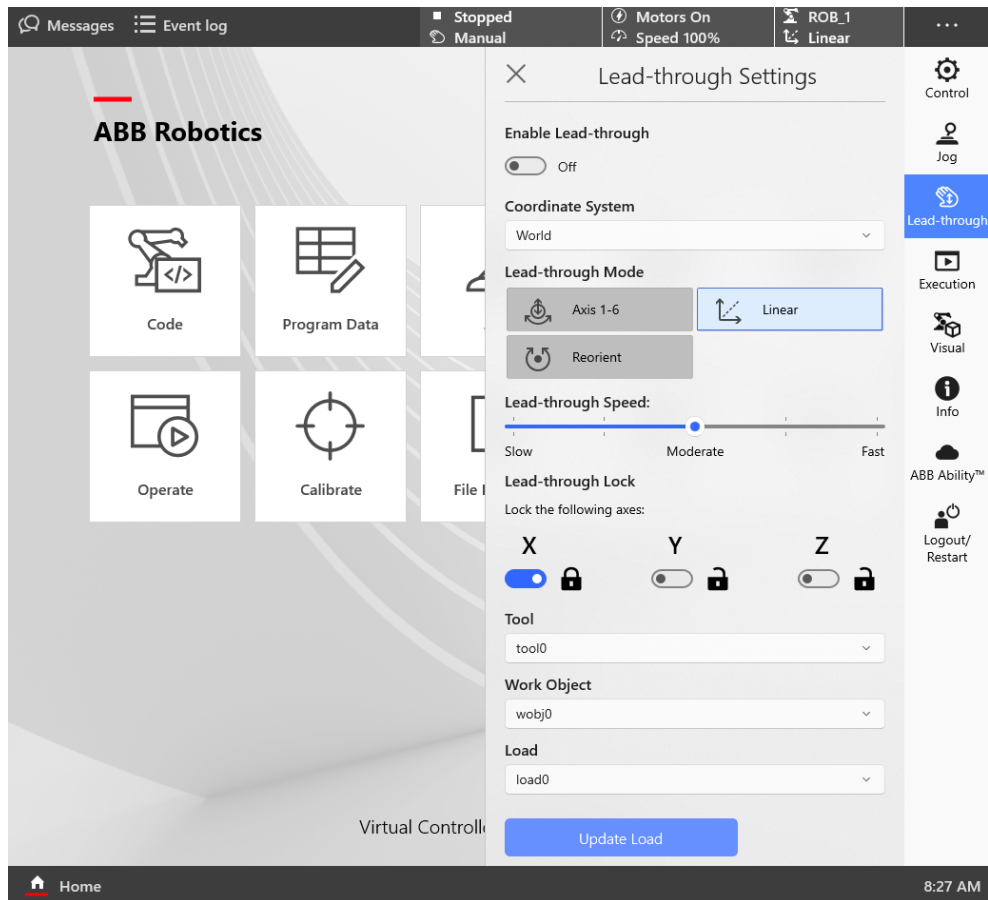 Messages
Event log
Stopped
Manual
Motors On
Speed 100%
ROB_1
Linear
...
ABB Robotics
</>
Code
Program Data
Operate
Calibrate
File
Virtual
Lead-through Settings
Enable Lead-through
Off
Coordinate System
World
Lead-through Mode
Axis 1-6
Linear
Reorient
Lead-through Speed:
Slow Moderate Fast
Lead-through Lock
Lock the following axes:
X Y Z
Tool
tool0
Work Object
wobj0
Load
load0
Update Load
Control
Jog
Lead-through
Execution
Visual
Info
ABB Ability™
Logout/
Restart
Home
8:27 AM